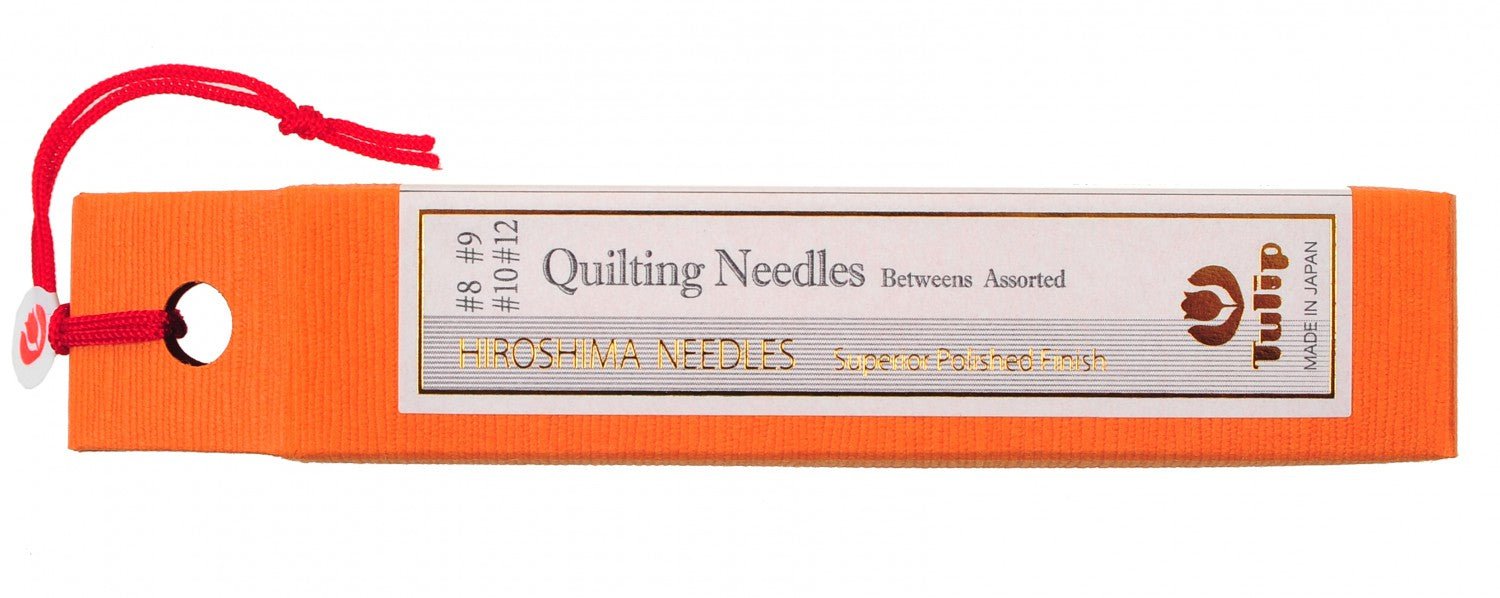 #8 #9
#10 #12
Quilting Needles Betweens Assorted
HIROSHIMA NEEDLES Superior Polished Finish
Tulip
MADE IN JAPAN